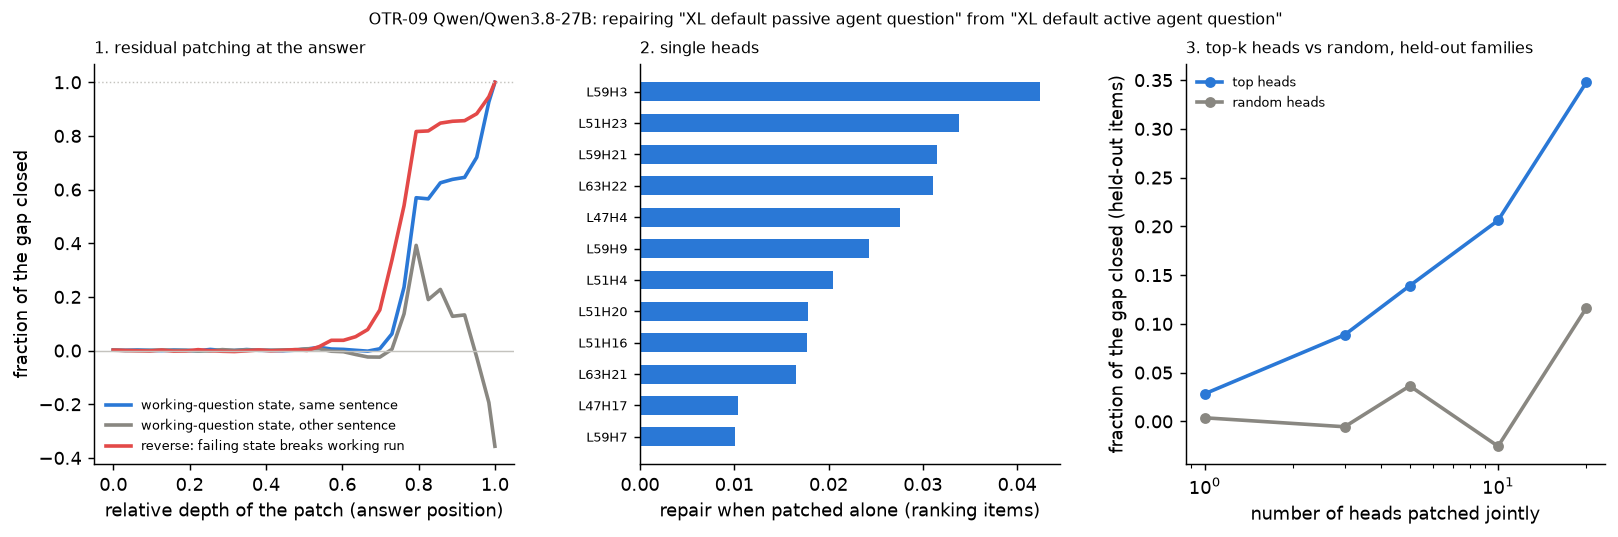 OTR-09 Qwen/Qwen3.8-27B: repairing "XL default passive agent question" from "XL default active agent question"
1. residual patching at the answer
fraction of the gap closed
1.0
0.8
0.6
0.4
0.2
0.0
−0.2
−0.4
working-question state, same sentence
working-question state, other sentence
reverse: failing state breaks working run
0.0 0.2 0.4 0.6 0.8 1.0
relative depth of the patch (answer position)
2. single heads
L59H3
L51H23
L59H21
L63H22
L47H4
L59H9
L51H4
L51H20
L51H16
L63H21
L47H17
L59H7
0.00 0.01 0.02 0.03 0.04
repair when patched alone (ranking items)
3. top-k heads vs random, held-out families
fraction of the gap closed (held-out items)
0.35
0.30
0.25
0.20
0.15
0.10
0.05
0.00
top heads
random heads
10⁰ 10¹
number of heads patched jointly